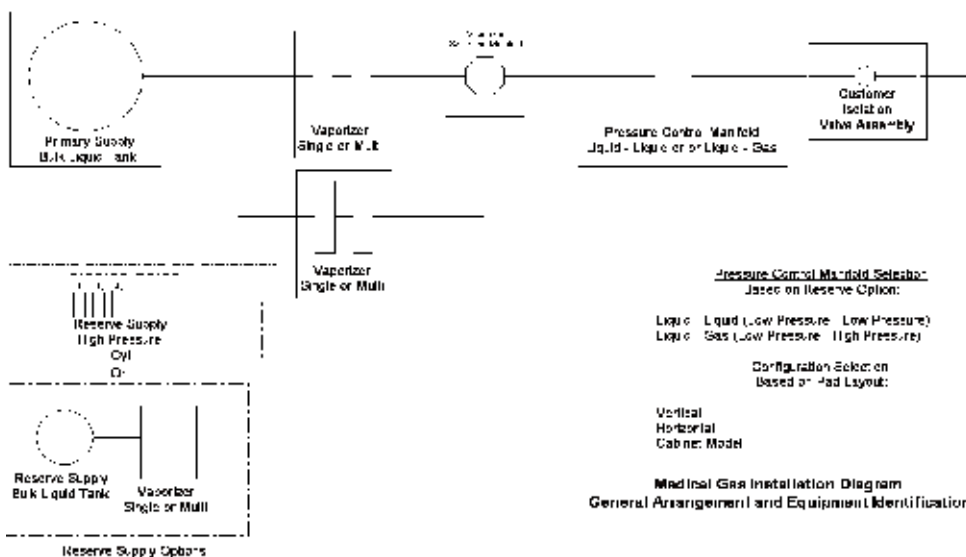 Primary Supply
Bulk Liquid Tank
Vaporizer
Single or Multi
Pressure Control Manifold
Liquid - Liquid or Liquid - Gas
Customer
Isolation
Valve Assembly
Vaporizer
Single or Multi
Reserve Supply
High Pressure
Cyl
Or
Reserve Supply
Bulk Liquid Tank
Vaporizer
Single or Multi
Reserve Supply Options
Pressure Control Manifold Selection
Based on Reserve Option:
Liquid Liquid (Low Pressure Low Pressure)
Liquid Gas (Low Pressure High Pressure)
Configuration Selection
Based on Pad Layout:
Vertical
Horizontal
Cabinet Model
Medical Gas Installation Diagram
General Arrangement and Equipment Identification